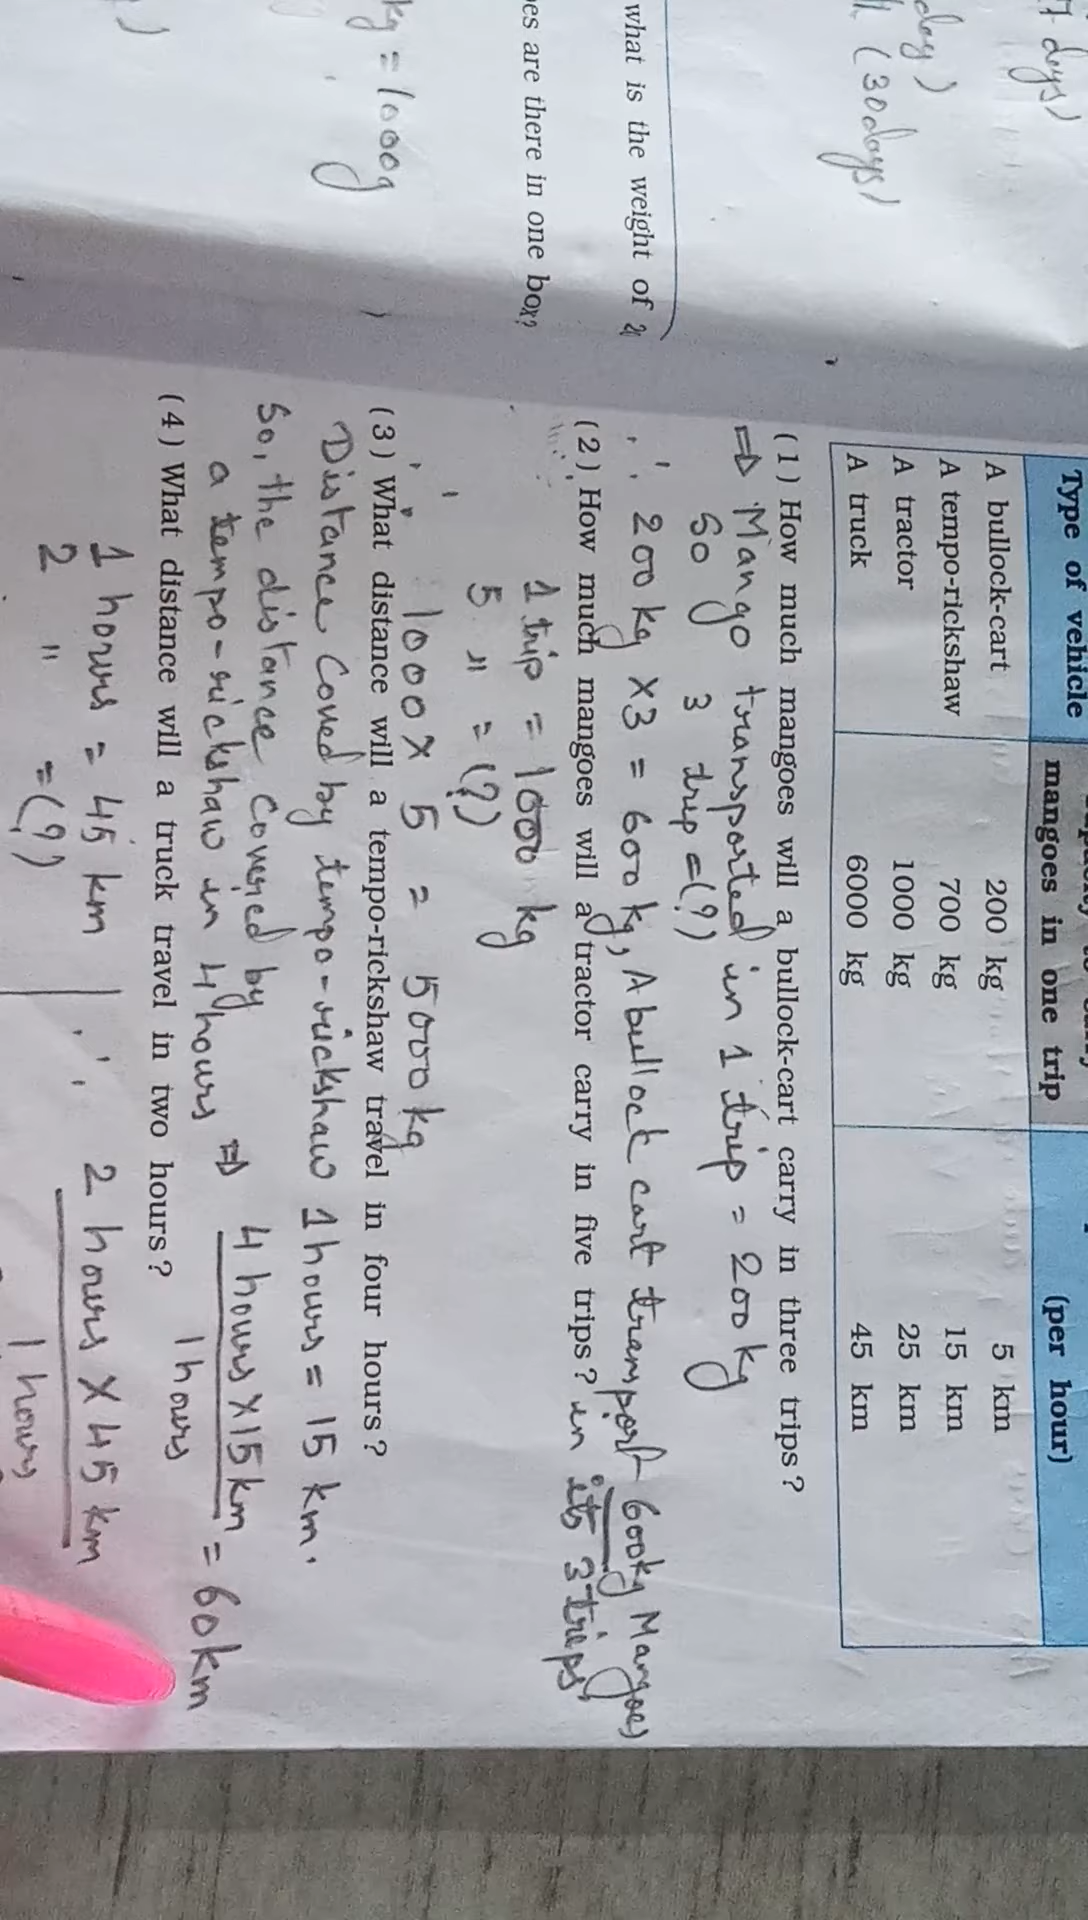 7 days)
day)
(30 days)
what is the weight of
es are there in one box?
kg = 1000g
Type of vehicle
mangoes in one trip
(per hour)
A bullock-cart 200 kg 5 km
A tempo-rickshaw 700 kg 15 km
A tractor 1000 kg 25 km
A truck 6000 kg 45 km
(1) How much mangoes will a bullock-cart carry in three trips?
⇒ Mango transported in 1 trip = 200 kg
So 3 trip = (?)
∴ 200 kg × 3 = 600 kg, A bullock cart transport 600kg Mangoes
(2) How much mangoes will a tractor carry in five trips? in its 3 trips
1 trip = 1000 kg
5 " = (?)
∴ 1000 × 5 = 5000 kg
(3) What distance will a tempo-rickshaw travel in four hours?
Distance Coverd by tempo-rickshaw 1 hours = 15 km.
So, the distance covered by
a tempo-rickshaw in 4 hours ⇒ 4 hours × 15 km = 60 km
1 hours
(4) What distance will a truck travel in two hours?
1 hours = 45 km
2 " = (?)
∴ 2 hours × 45 km
1 hours